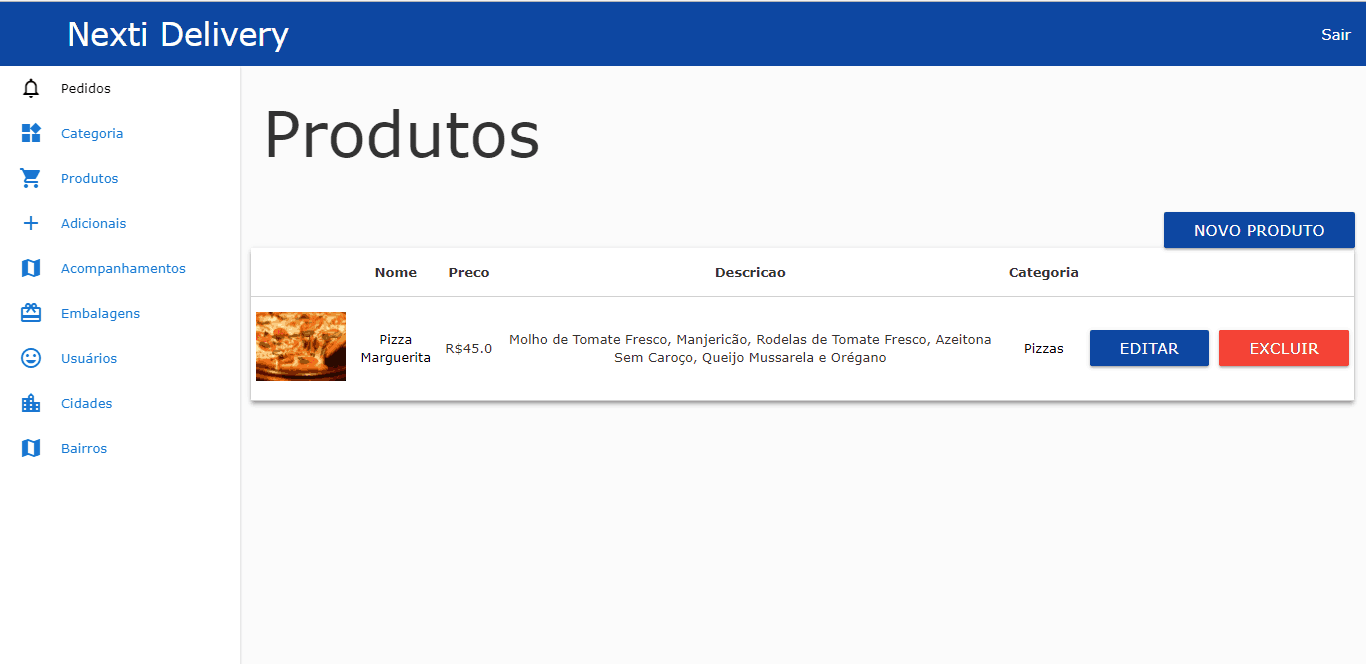 Nexti Delivery
Sair
Pedidos
Categoria
Produtos
Adicionais
Acompanhamentos
Embalagens
Usuários
Cidades
Bairros
Produtos
NOVO PRODUTO
Nome Preco Descricao Categoria
Pizza
Marguerita
R$45.0
Molho de Tomate Fresco, Manjericão, Rodelas de Tomate Fresco, Azeitona
Sem Caroço, Queijo Mussarela e Orégano
Pizzas
EDITAR
EXCLUIR